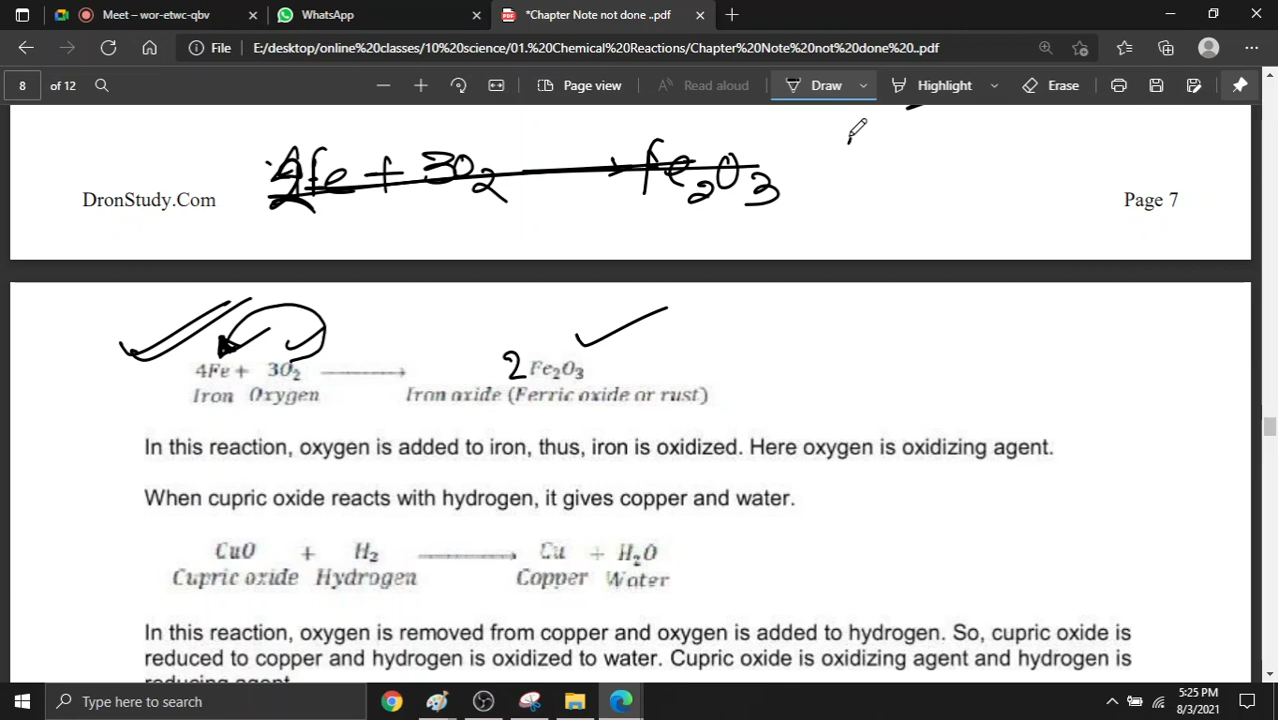 Meet – wor-etwc-qbv
WhatsApp
*Chapter Note not done ..pdf
File
E:/desktop/online%20classes/10%20science/01.%20Chemical%20Reactions/Chapter%20Note%20not%20done%20..pdf
8 of 12
Page view
Read aloud
Draw
Highlight
Erase
Fe + 3O2 Fe2O3
DronStudy.Com
Page 7
4Fe + 3O2 2 Fe2O3
Iron Oxygen Iron oxide (Ferric oxide or rust)
In this reaction, oxygen is added to iron, thus, iron is oxidized. Here oxygen is oxidizing agent.
When cupric oxide reacts with hydrogen, it gives copper and water.
CuO + H2 Cu + H2O
Cupric oxide Hydrogen Copper Water
In this reaction, oxygen is removed from copper and oxygen is added to hydrogen. So, cupric oxide is
reduced to copper and hydrogen is oxidized to water. Cupric oxide is oxidizing agent and hydrogen is
reducing agent.
Type here to search
5:25 PM
8/3/2021